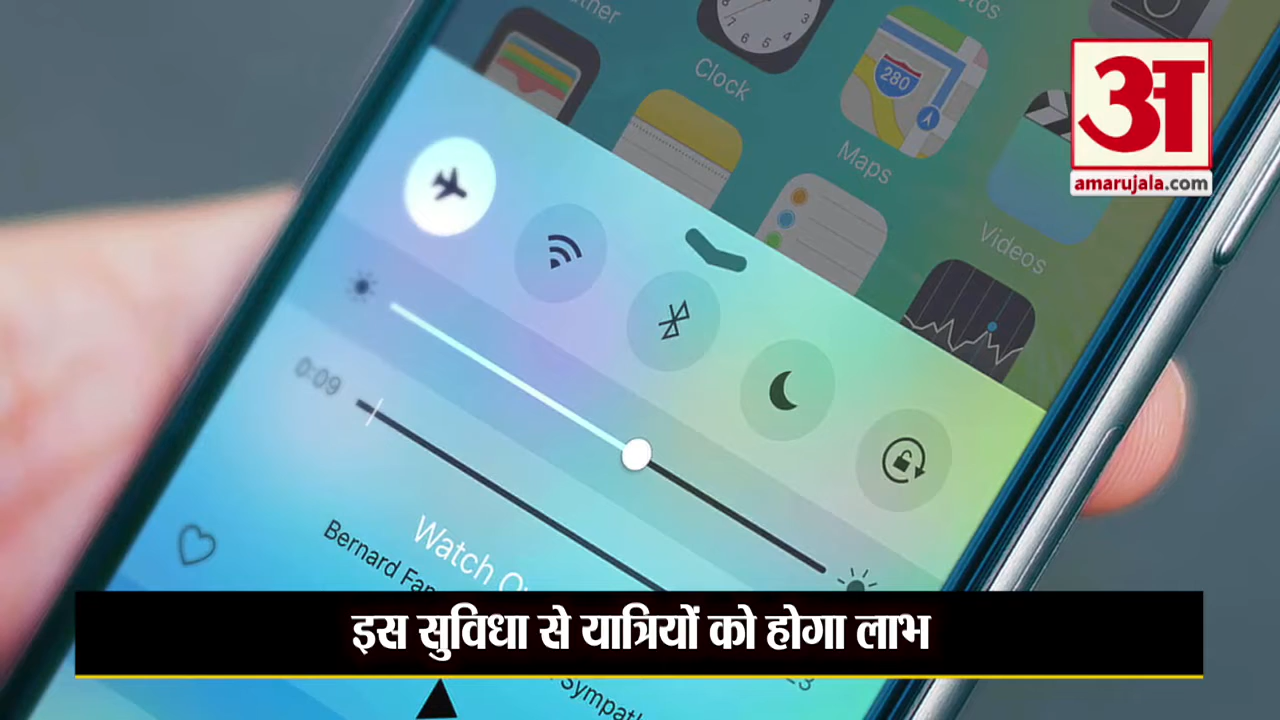 Clock
280
Maps
Videos
अ
amarujala.com
0:09
Watch
Bernard
इस सुविधा से यात्रियों को होगा लाभ